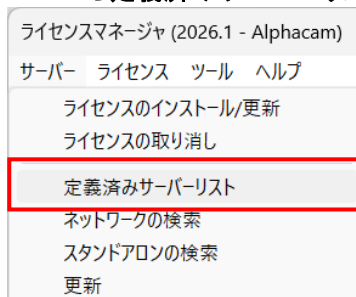 ライセンスマネージャ (2026.1 - Alphacam)
サーバー ライセンス ツール ヘルプ
ライセンスのインストール/更新
ライセンスの取り消し
定義済みサーバーリスト
ネットワークの検索
スタンドアロンの検索
更新